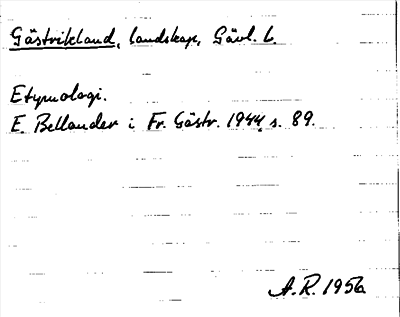 Gästrikland, landskap, Gävl. l.
Etymologi.
E. Bellander i Fr. Gästr. 1944, s. 89.
A.R. 1956